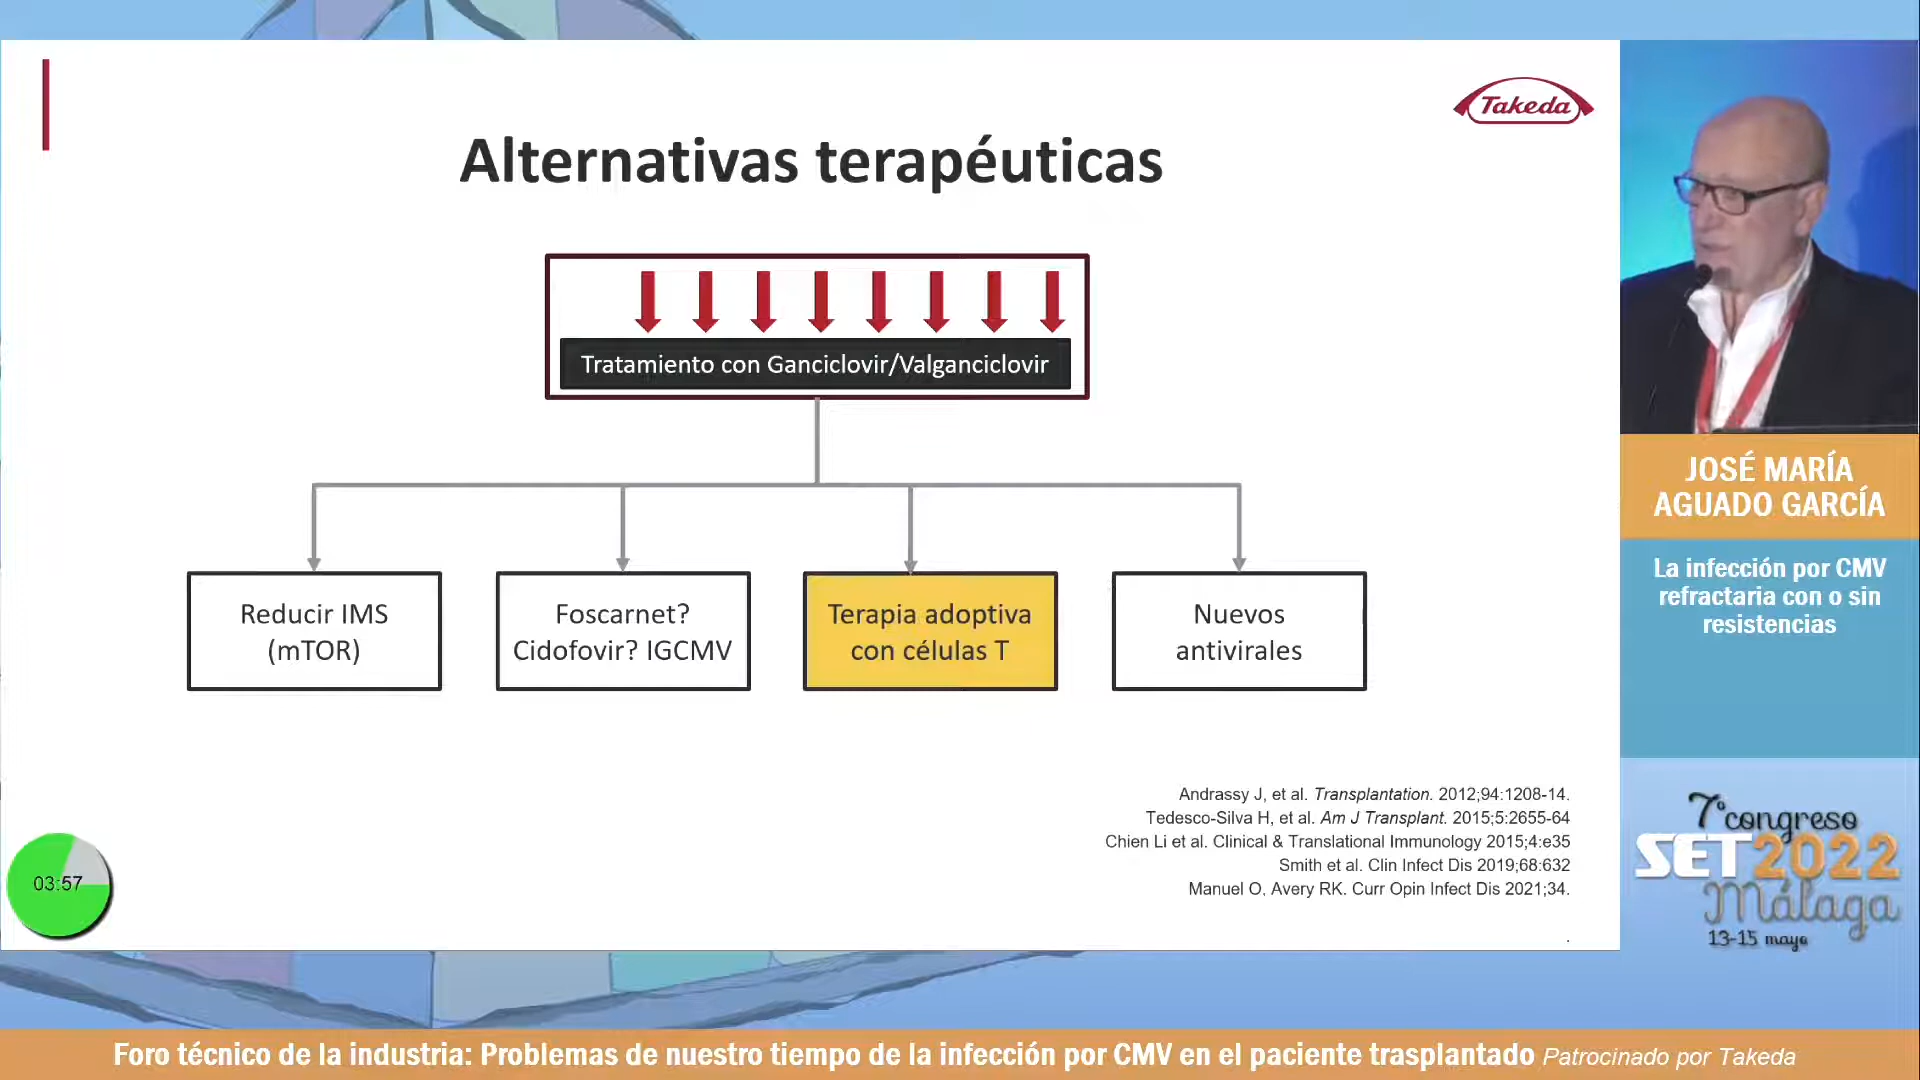 Takeda
Alternativas terapéuticas
Tratamiento con Ganciclovir/Valganciclovir
Reducir IMS
(mTOR)
Foscarnet?
Cidofovir? IGCMV
Terapia adoptiva
con células T
Nuevos
antivirales
Andrassy J, et al. Transplantation. 2012;94:1208-14.
Tedesco-Silva H, et al. Am J Transplant. 2015;5:2655-64
Chien Li et al. Clinical & Translational Immunology 2015;4:e35
Smith et al. Clin Infect Dis 2019;68:632
Manuel O, Avery RK. Curr Opin Infect Dis 2021;34.
.
03:57
JOSÉ MARÍA
AGUADO GARCÍA
La infección por CMV
refractaria con o sin
resistencias
7º congreso
SET2022
Málaga
13-15 mayo
Foro técnico de la industria: Problemas de nuestro tiempo de la infección por CMV en el paciente trasplantado Patrocinado por Takeda